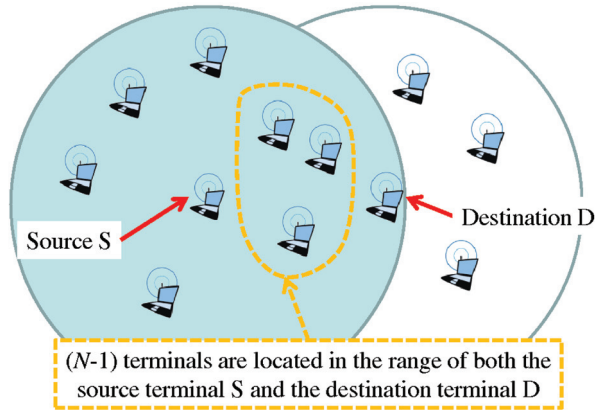 Source S
Destination D
(N-1) terminals are located in the range of both the
source terminal S and the destination terminal D